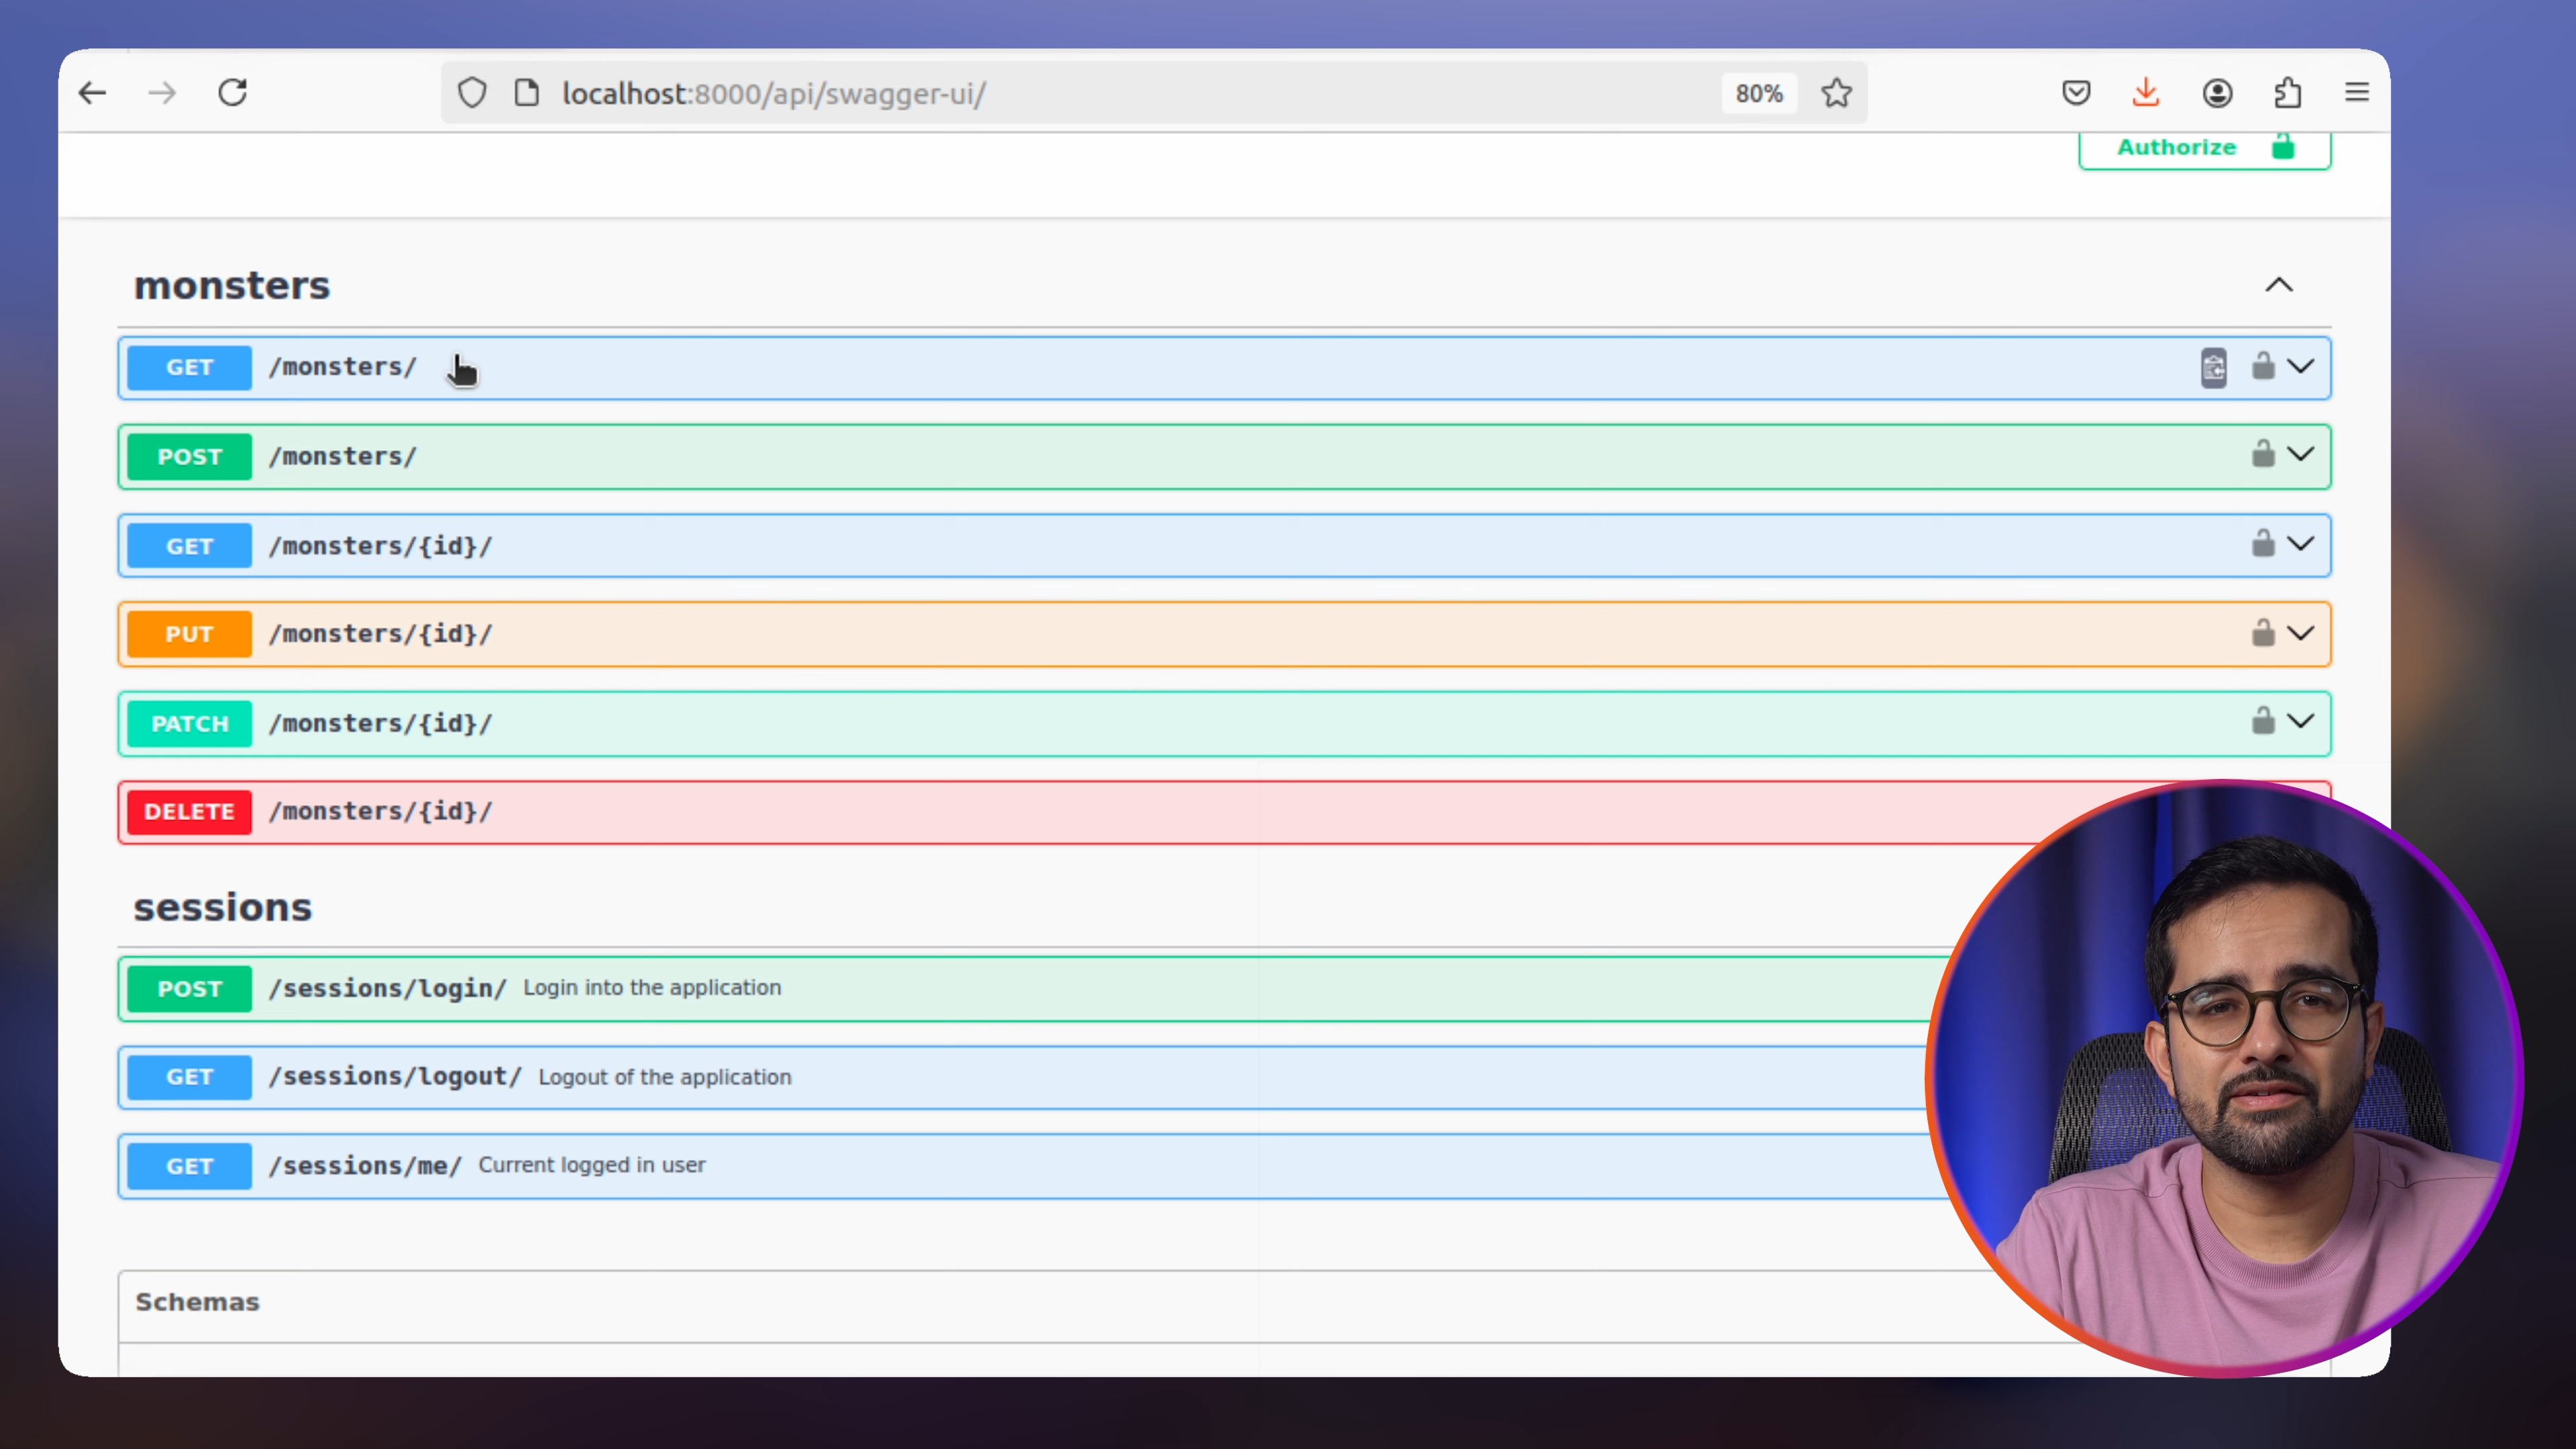 localhost:8000/api/swagger-ui/
80%
Authorize
monsters
GET /monsters/
POST /monsters/
GET /monsters/{id}/
PUT /monsters/{id}/
PATCH /monsters/{id}/
DELETE /monsters/{id}/
sessions
POST /sessions/login/ Login into the application
GET /sessions/logout/ Logout of the application
GET /sessions/me/ Current logged in user
Schemas